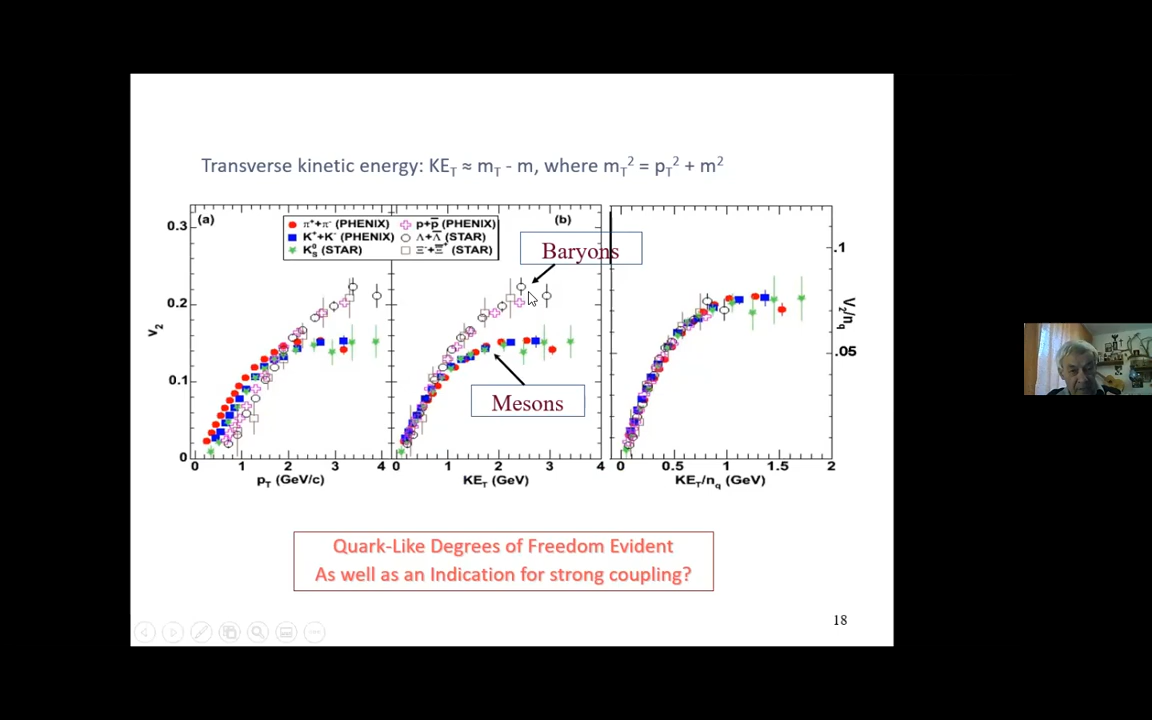 Transverse kinetic energy: KE_T ≈ m_T - m, where m_T² = p_T² + m²
(a)
π⁺+π⁻ (PHENIX) p+p̅ (PHENIX)
K⁺+K⁻ (PHENIX) Λ+Λ̅ (STAR)
K⁰_S (STAR) Ξ⁻+Ξ̅⁺ (STAR)
(b)
Baryons
Mesons
0.3
0.2
0.1
0
v₂
0 1 2 3 4
p_T (GeV/c)
0 1 2 3 4
KE_T (GeV)
0 0.5 1 1.5 2
KE_T/n_q (GeV)
.1
.05
V₂/n_q
Quark-Like Degrees of Freedom Evident
As well as an Indication for strong coupling?
18